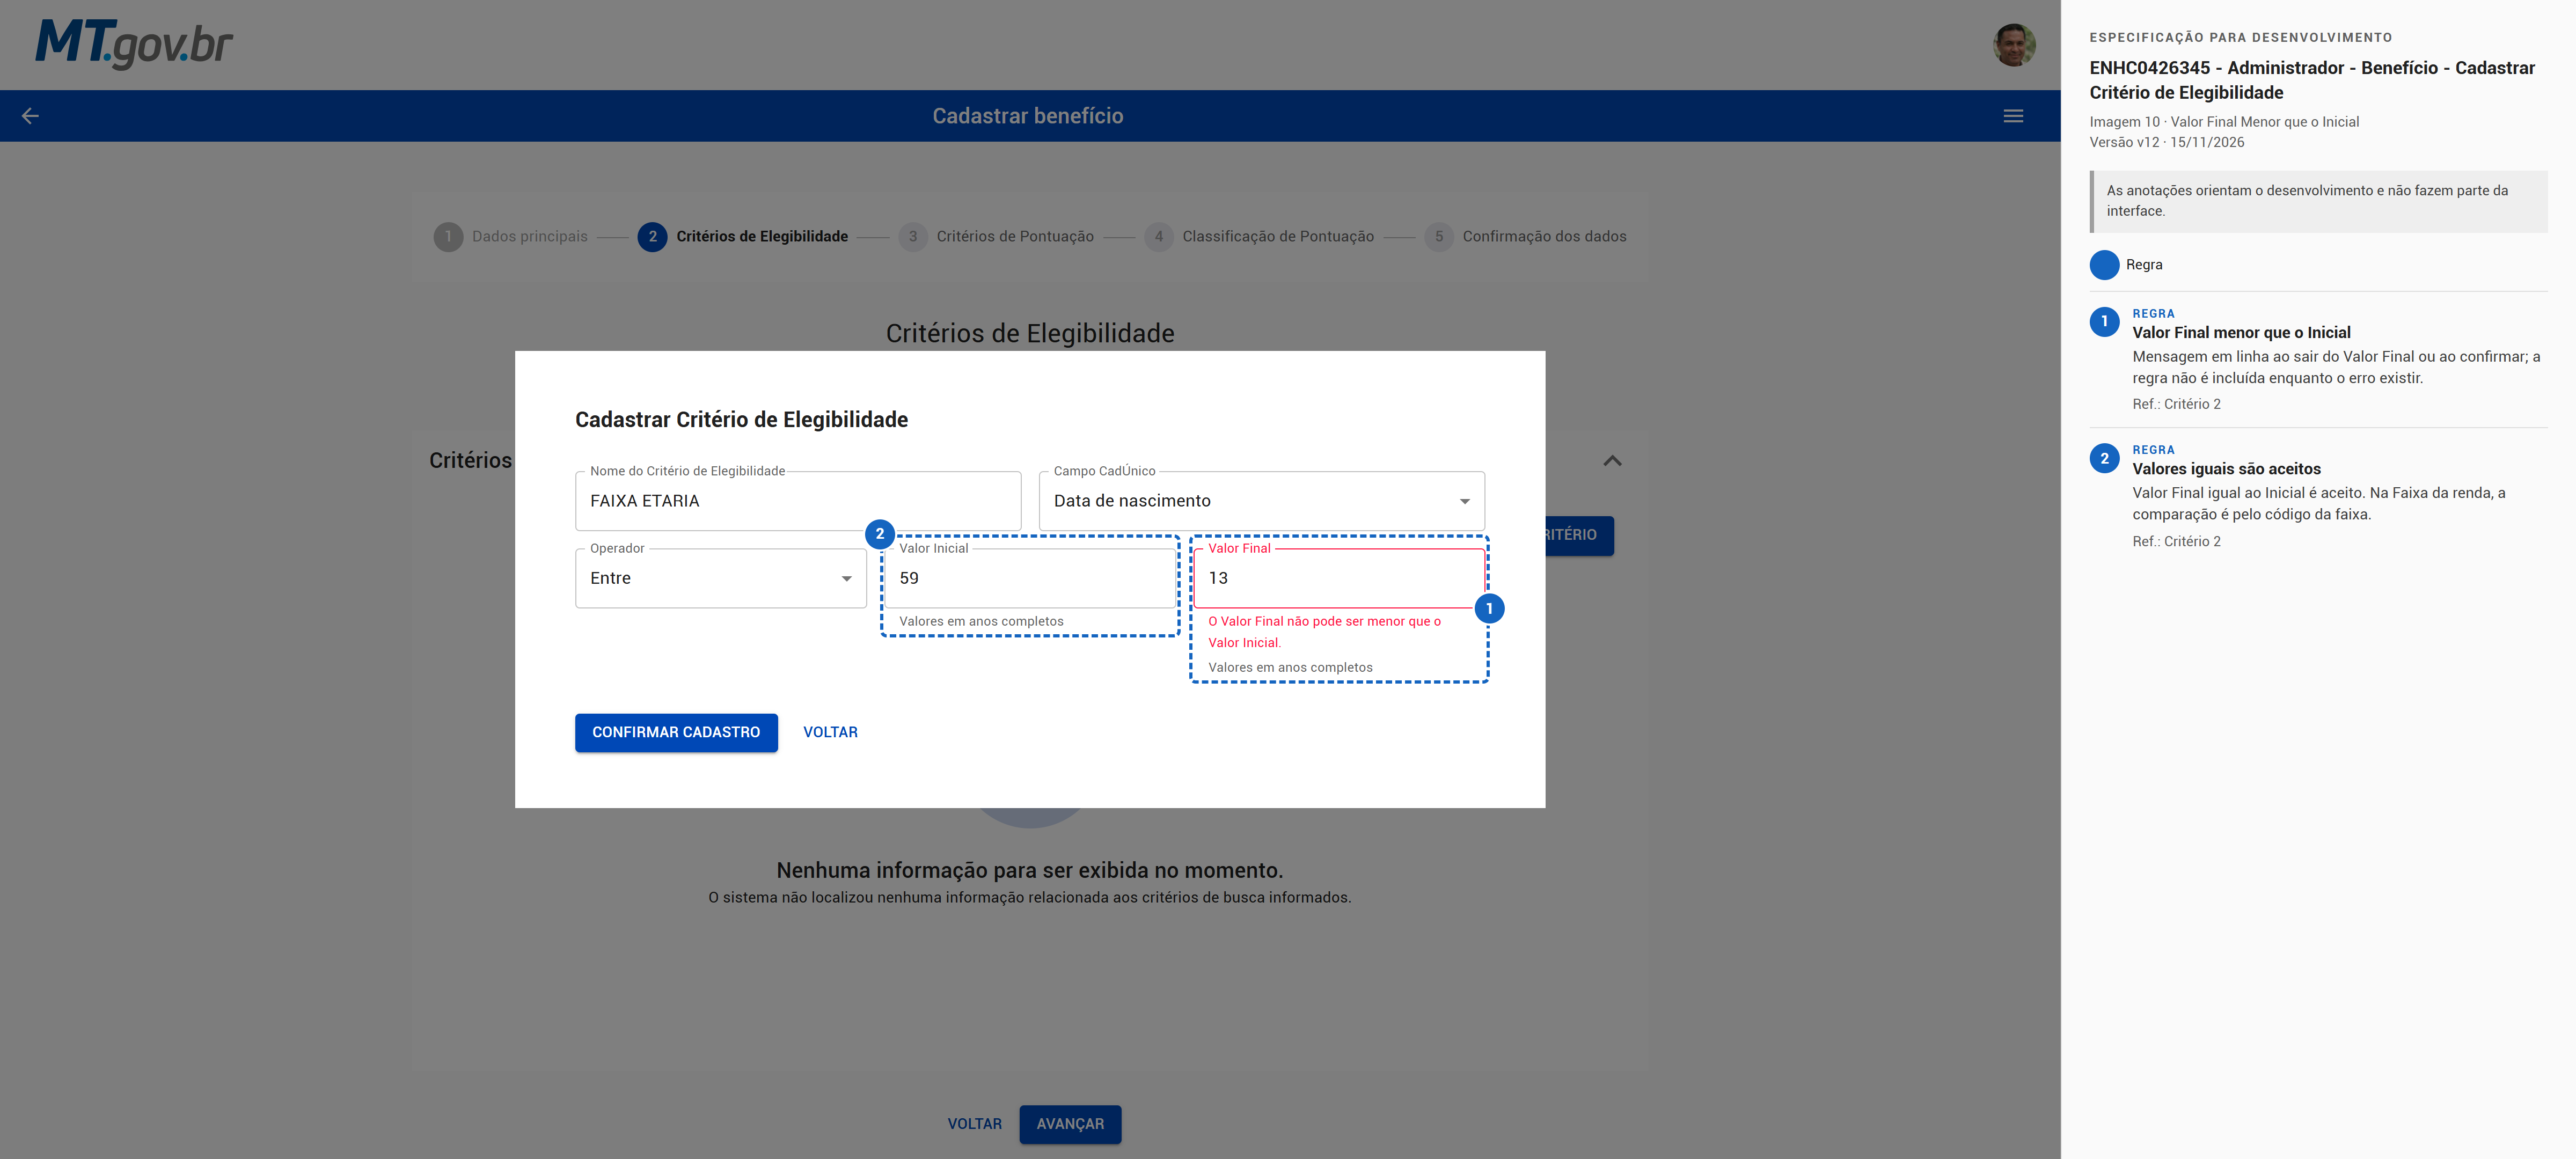 MT.gov.br
Cadastrar benefício
1 Dados principais
2 Critérios de Elegibilidade
3 Critérios de Pontuação
4 Classificação de Pontuação
5 Confirmação dos dados
Critérios de Elegibilidade
Critérios
RITÉRIO
Cadastrar Critério de Elegibilidade
Nome do Critério de Elegibilidade
FAIXA ETARIA
Campo CadÚnico
Data de nascimento
Operador
Entre
2
Valor Inicial
59
Valores em anos completos
Valor Final
13
1
O Valor Final não pode ser menor que o
Valor Inicial.
Valores em anos completos
CONFIRMAR CADASTRO
VOLTAR
Nenhuma informação para ser exibida no momento.
O sistema não localizou nenhuma informação relacionada aos critérios de busca informados.
VOLTAR
AVANÇAR
ESPECIFICAÇÃO PARA DESENVOLVIMENTO
ENHC0426345 - Administrador - Benefício - Cadastrar
Critério de Elegibilidade
Imagem 10 · Valor Final Menor que o Inicial
Versão v12 · 15/11/2026
As anotações orientam o desenvolvimento e não fazem parte da
interface.
Regra
1
REGRA
Valor Final menor que o Inicial
Mensagem em linha ao sair do Valor Final ou ao confirmar; a
regra não é incluída enquanto o erro existir.
Ref.: Critério 2
2
REGRA
Valores iguais são aceitos
Valor Final igual ao Inicial é aceito. Na Faixa da renda, a
comparação é pelo código da faixa.
Ref.: Critério 2